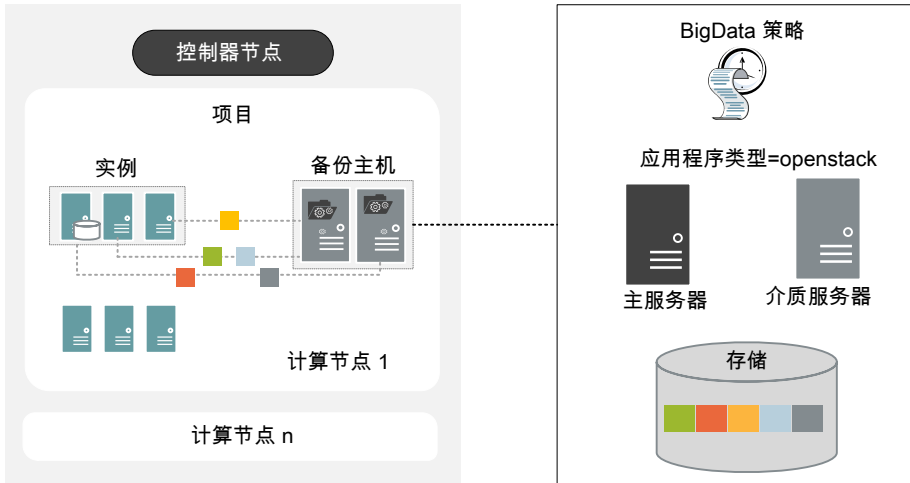 控制器节点
项目
实例
备份主机
计算节点 1
计算节点 n
BigData 策略
应用程序类型=openstack
主服务器
介质服务器
存储